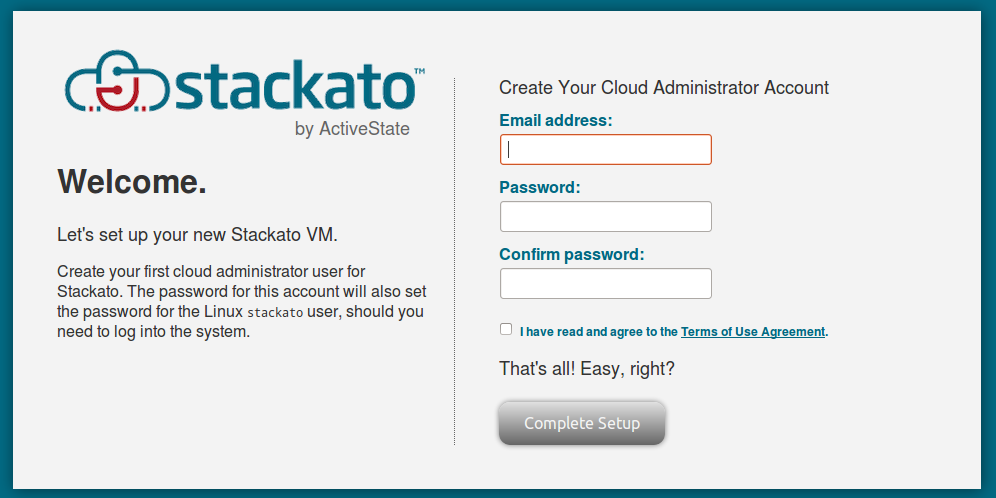 stackato™
by ActiveState
Welcome.
Let's set up your new Stackato VM.
Create your first cloud administrator user for
Stackato. The password for this account will also set
the password for the Linux stackato user, should you
need to log into the system.
Create Your Cloud Administrator Account
Email address:
Password:
Confirm password:
I have read and agree to the Terms of Use Agreement.
That's all! Easy, right?
Complete Setup